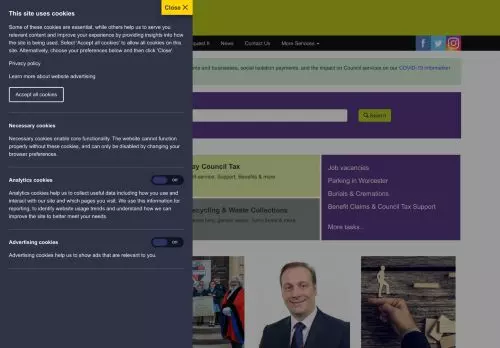 This site uses cookies
Close ✕
Some of these cookies are essential, while others help us to serve you
relevant content and improve your experience by providing insights into how
the site is being used. Select 'Accept all cookies' to allow all cookies on this
site. Alternatively, choose your preferences below and then click 'Close'
Privacy policy
Learn more about website advertising
Accept all cookies
Necessary cookies
Necessary cookies enable core functionality. The website cannot function
properly without these cookies, and can only be disabled by changing your
browser preferences.
Analytics cookies
Analytics cookies help us to collect useful data including how you use and
interact with our site and which pages you visit. We use this information for
reporting, to identify website usage trends and understand how we can
improve the site to better meet your needs.
Advertising cookies
Advertising cookies help us to show ads that are relevant to you.
News
Contact Us
More Services
and businesses, social isolation payments, and the impact on Council services on our COVID-19 information
Search
Council Tax
Support, Benefits & more
& Waste Collections
Job vacancies
Parking in Worcester
Burials & Cremations
Benefit Claims & Council Tax Support
More tasks...